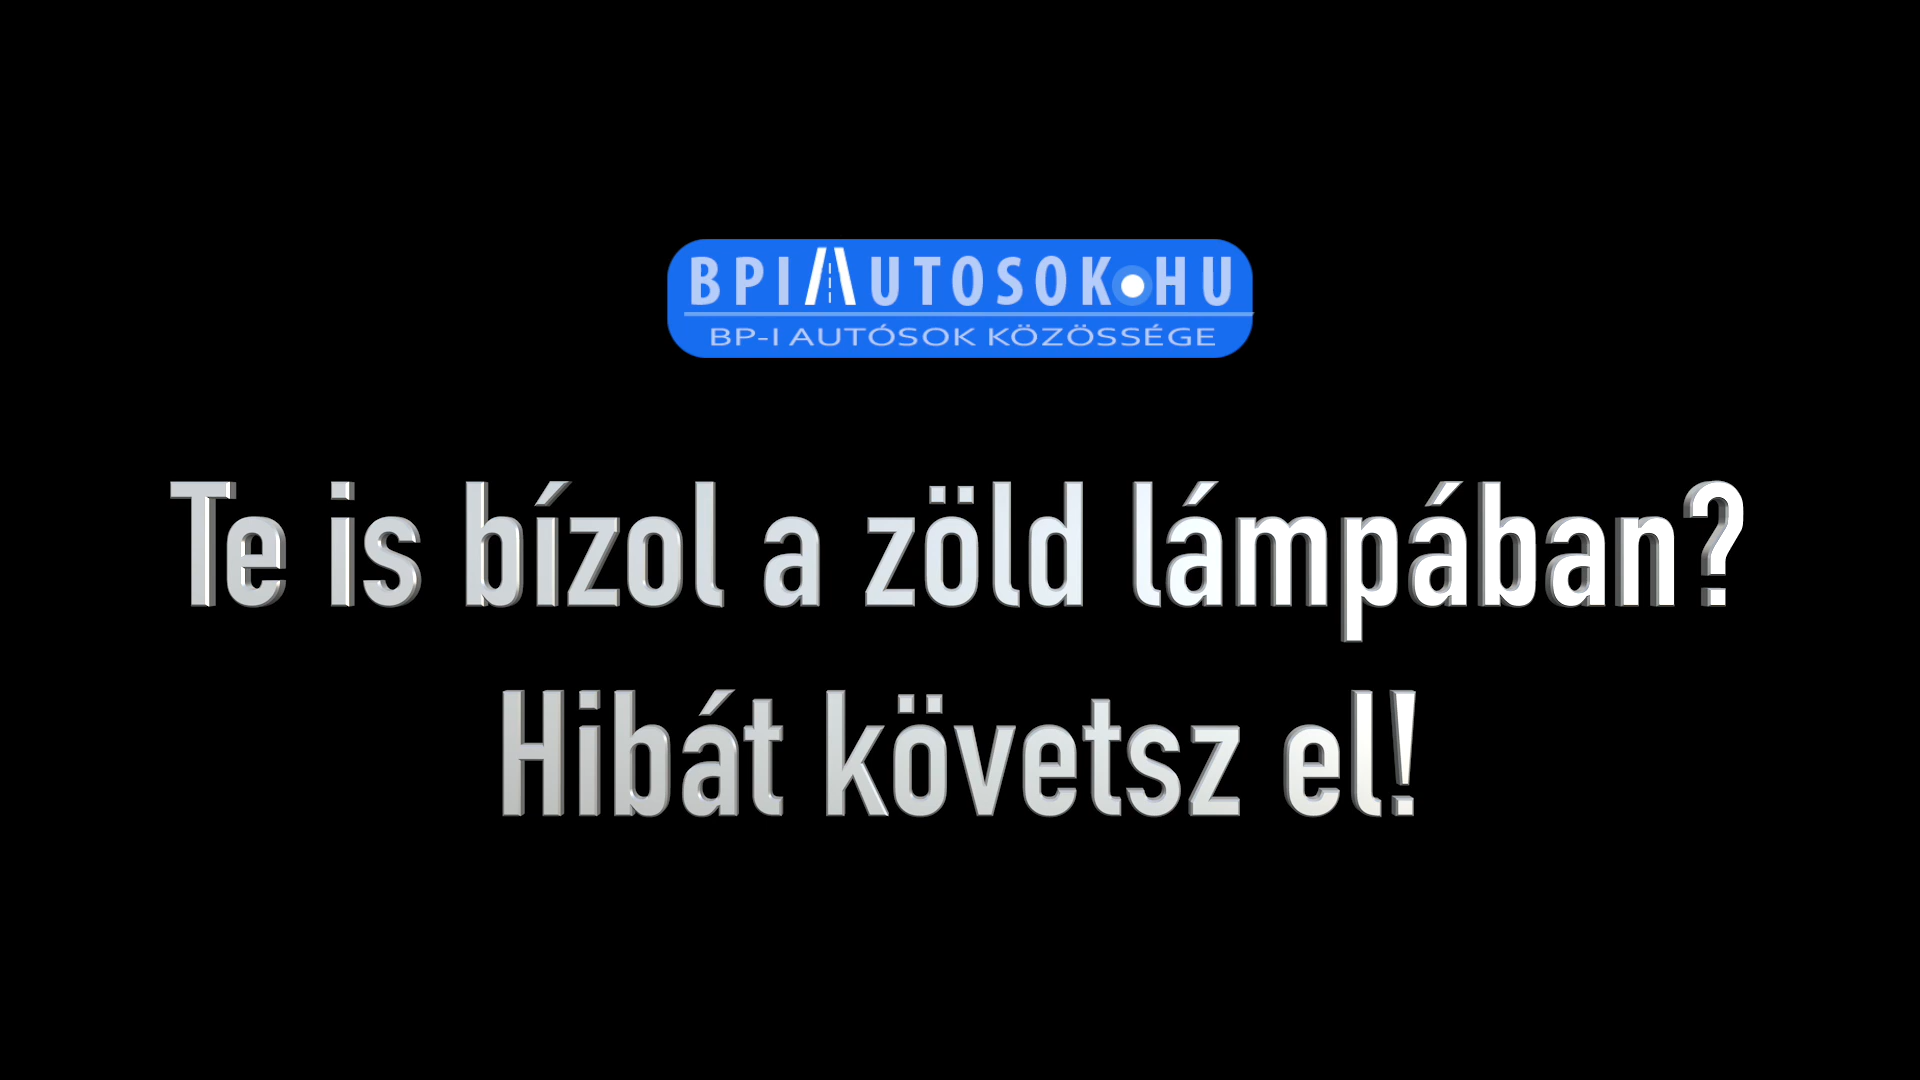 BPIAUTOSOK.HU
BP-I AUTÓSOK KÖZÖSSÉGE
Te is bízol a zöld lámpában?
Hibát követsz el!